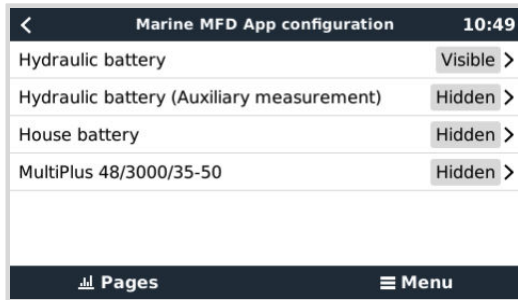 Marine MFD App configuration 10:49
Hydraulic battery Visible
Hydraulic battery (Auxiliary measurement) Hidden
House battery Hidden
MultiPlus 48/3000/35-50 Hidden
Pages Menu